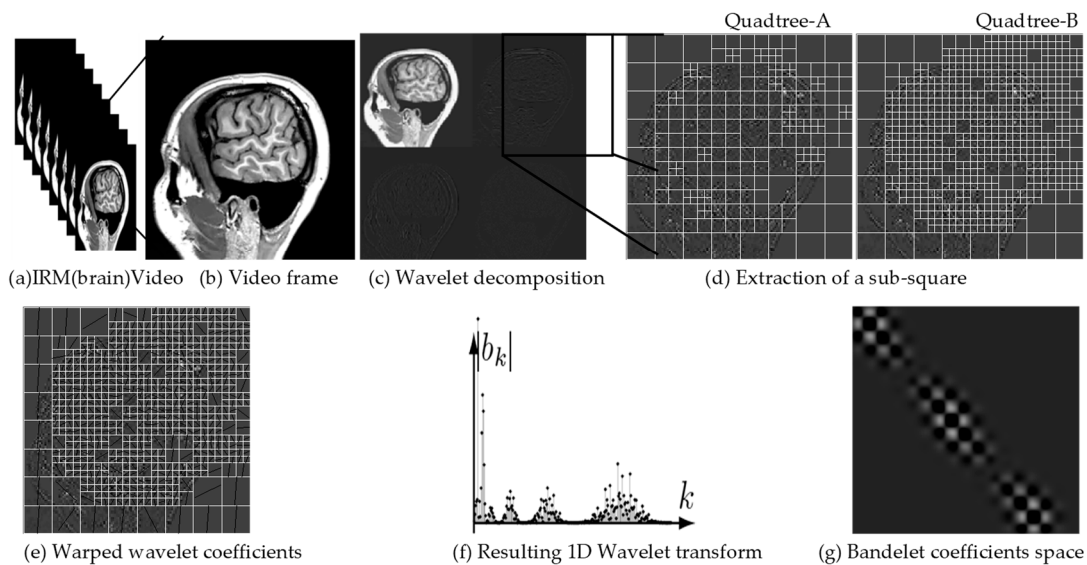 Quadtree-A
Quadtree-B
(a)IRM(brain)Video
(b) Video frame
(c) Wavelet decomposition
(d) Extraction of a sub-square
|b_k|
k
(e) Warped wavelet coefficients
(f) Resulting 1D Wavelet transform
(g) Bandelet coefficients space